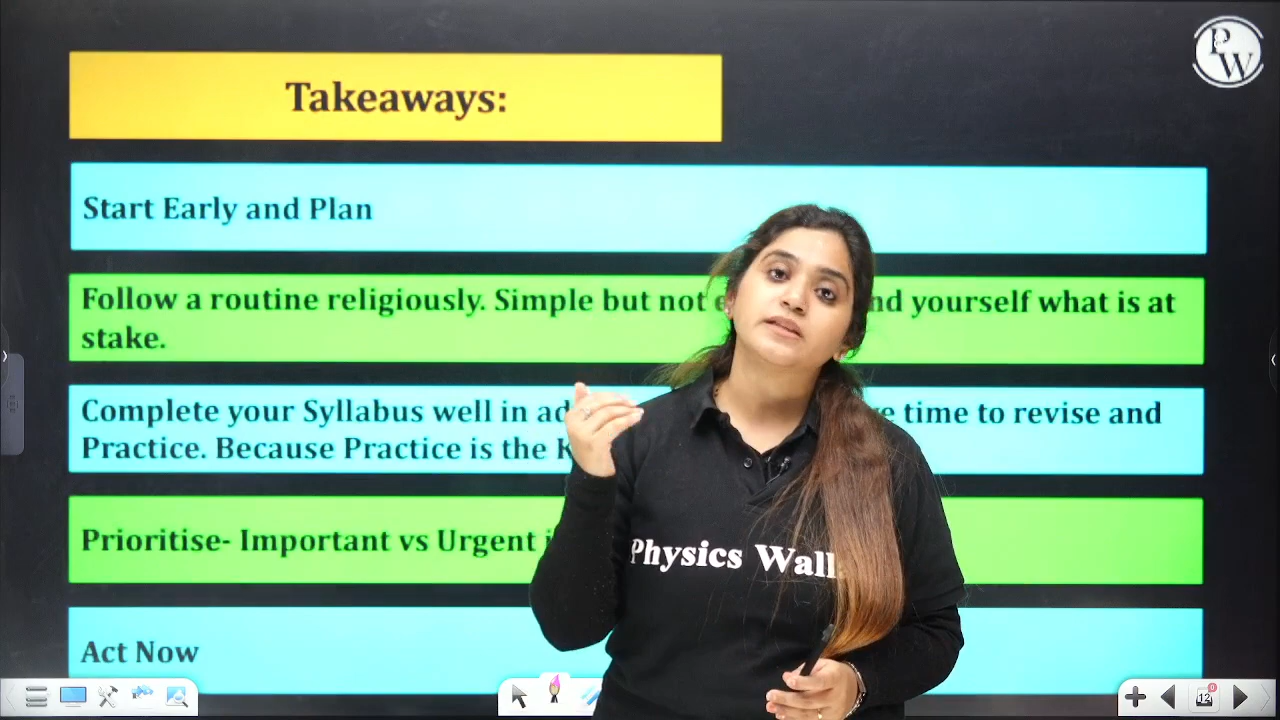 PW
Takeaways:
Start Early and Plan
Follow a routine religiously. Simple but not nd yourself what is at
stake.
Complete your Syllabus well in time to revise and
Practice. Because Practice is the
Prioritise- Important vs Urgent
Physics Wall
Act Now
12